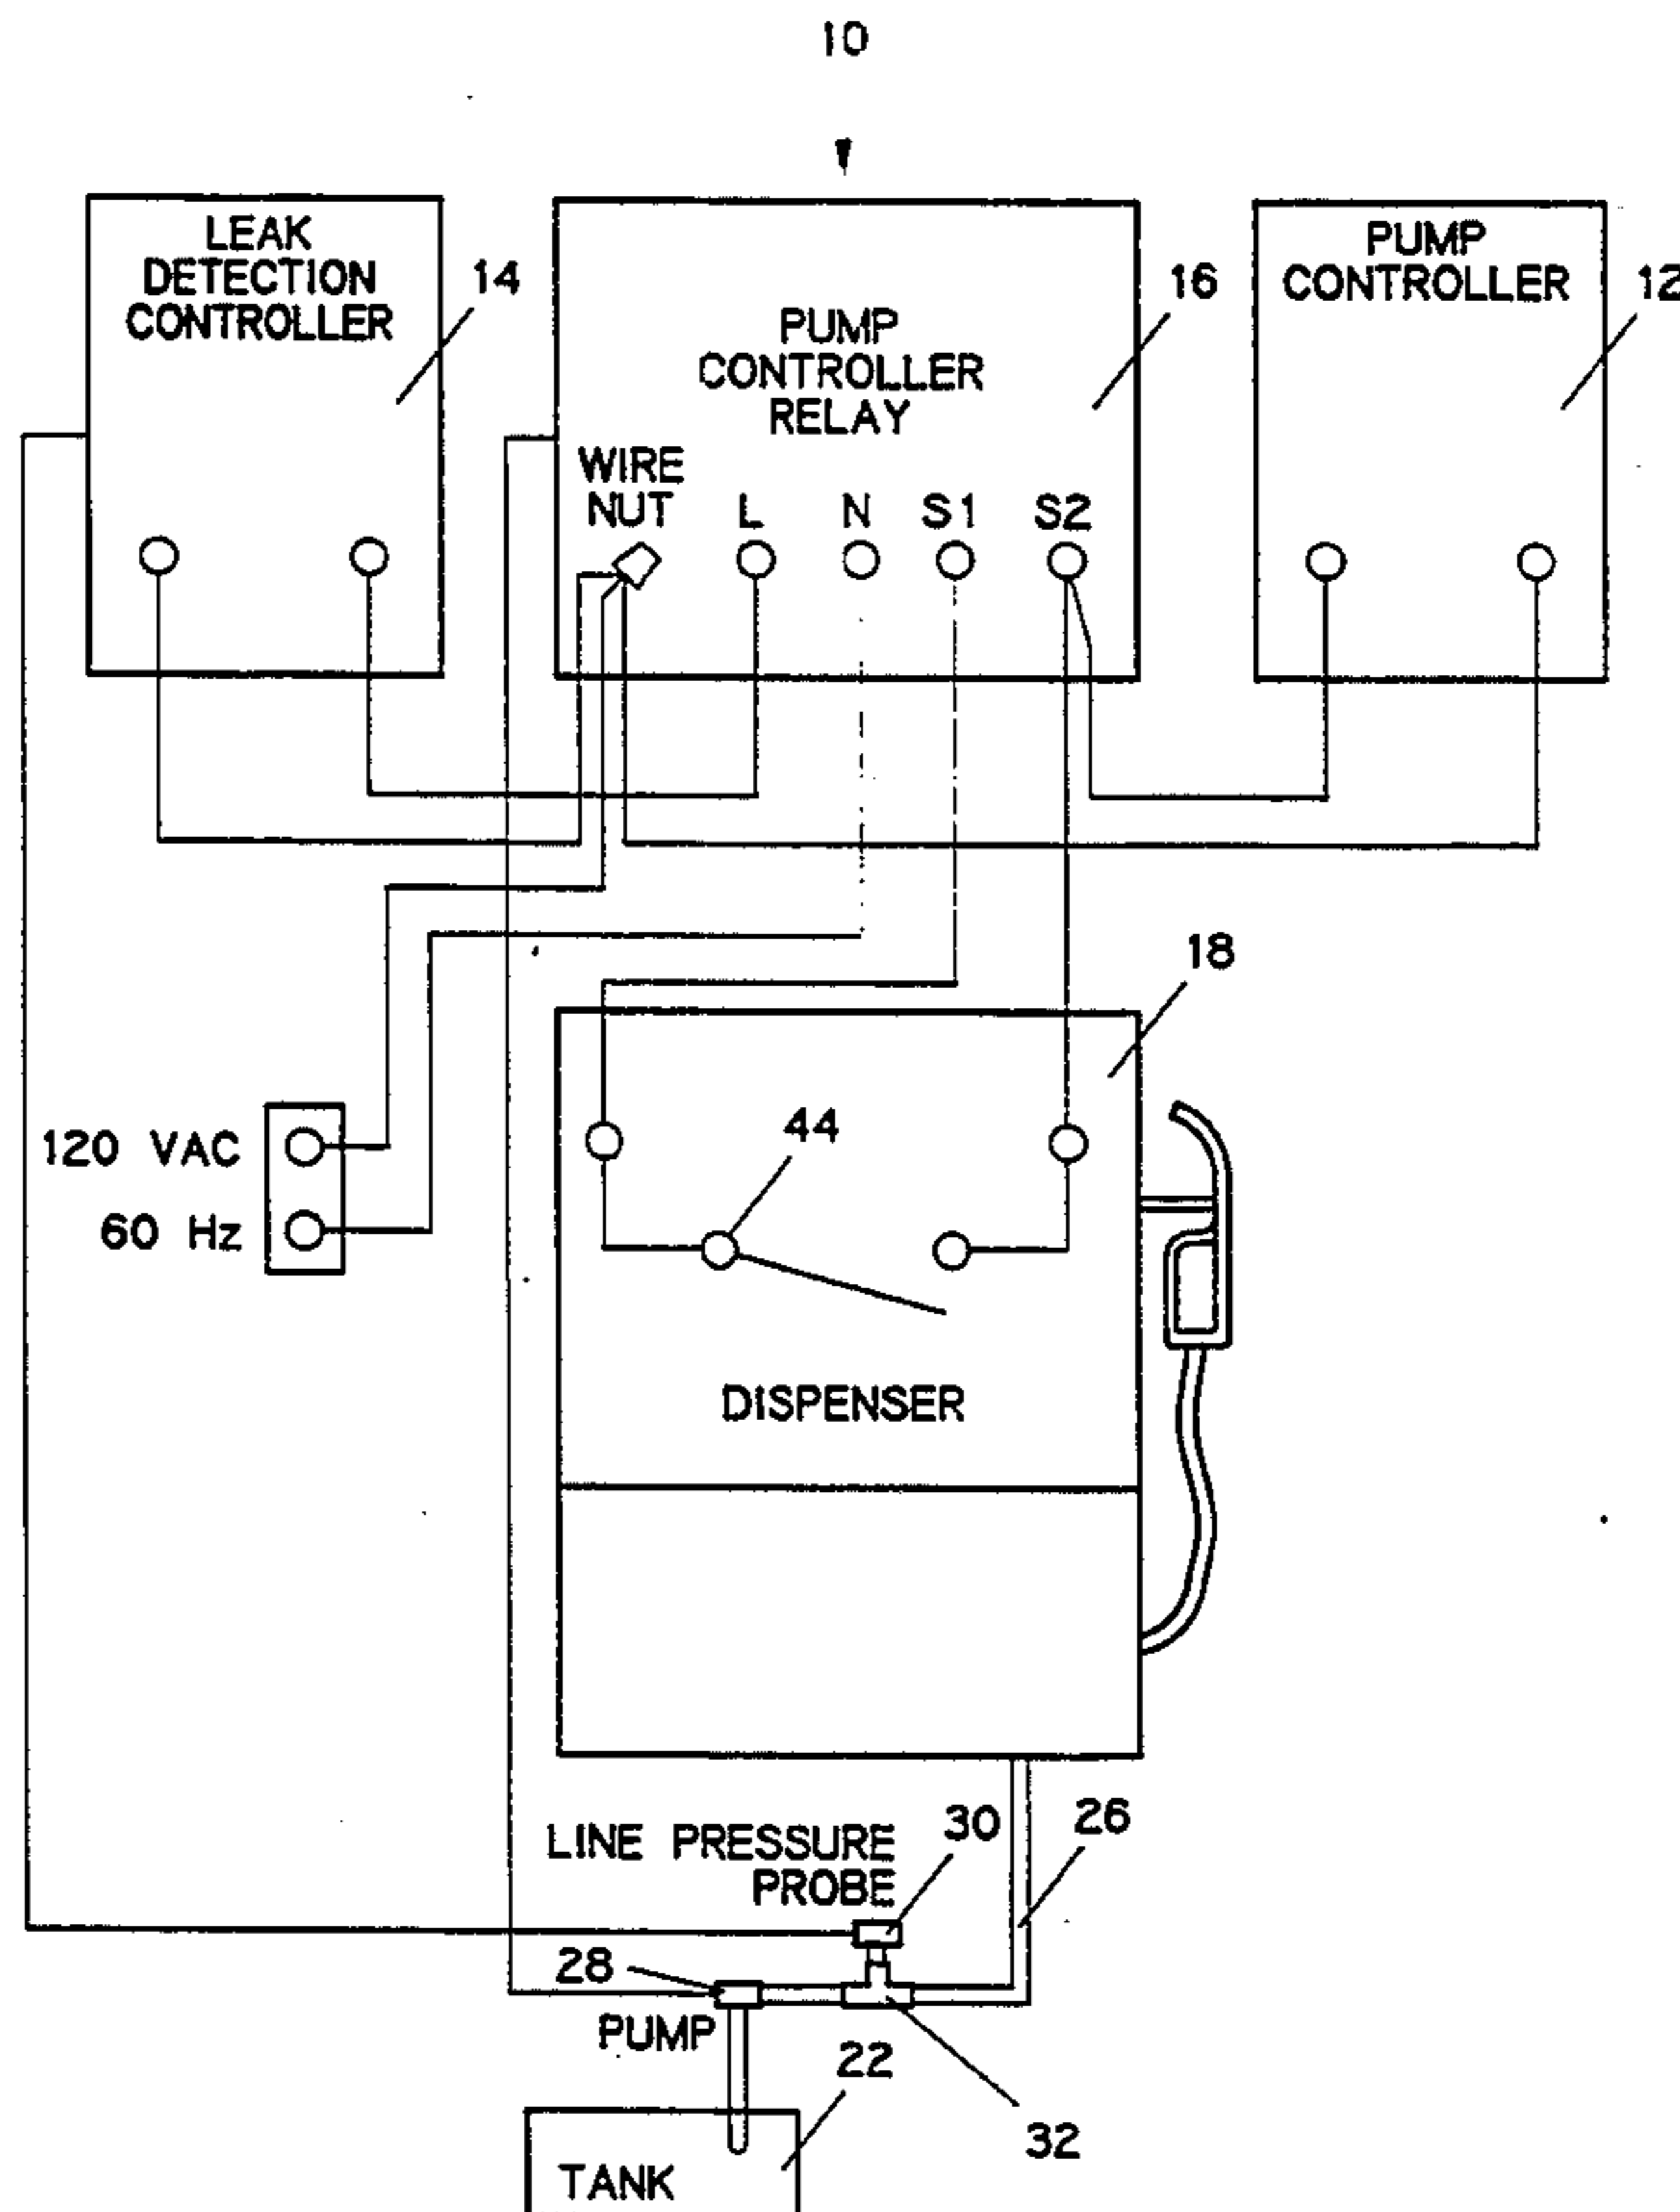 10
LEAK
DETECTION
CONTROLLER
14
PUMP
CONTROLLER
RELAY
16
PUMP
CONTROLLER
12
WIRE
NUT
L
N
S1
S2
18
120 VAC
60 Hz
44
DISPENSER
LINE PRESSURE
PROBE
30
26
28
PUMP
22
32
TANK